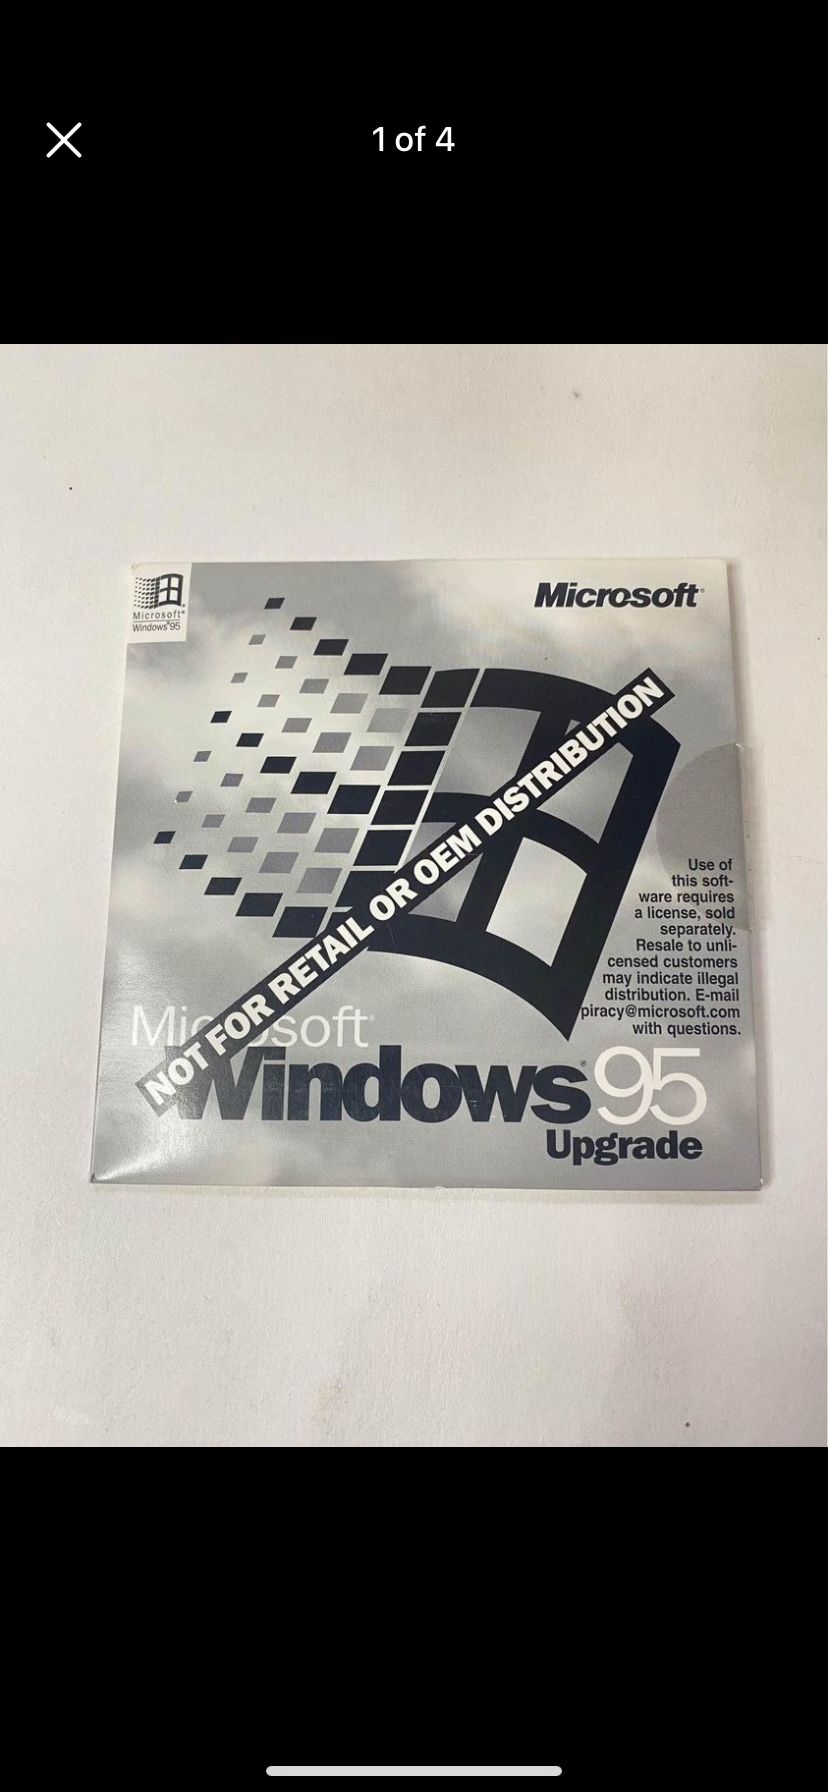 1 of 4
Microsoft®
Windows®95
Microsoft®
NOT FOR RETAIL OR OEM DISTRIBUTION
Use of
this soft-
ware requires
a license, sold
separately.
Resale to unli-
censed customers
may indicate illegal
distribution. E-mail
piracy@microsoft.com
with questions.
Microsoft®
Windows®95
Upgrade